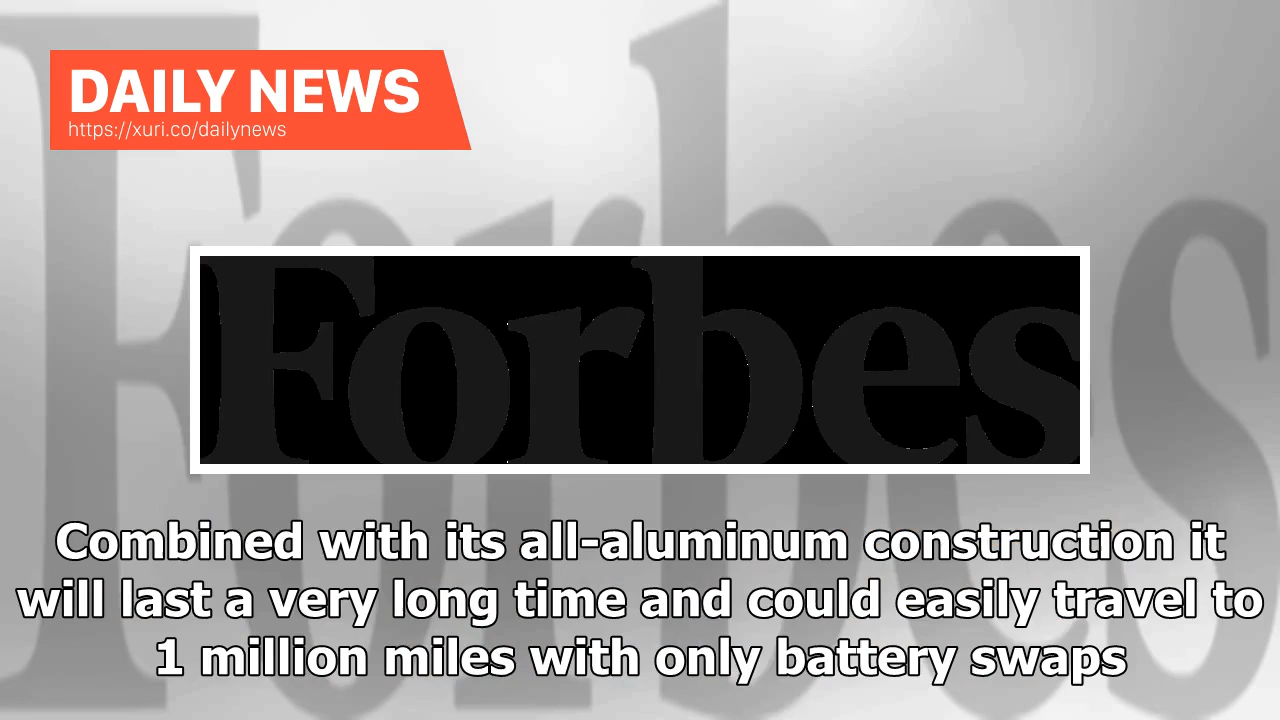 DAILY NEWS
https://xuri.co/dailynews
Forbes
Forbes
Combined with its all-aluminum construction it
will last a very long time and could easily travel to
1 million miles with only battery swaps